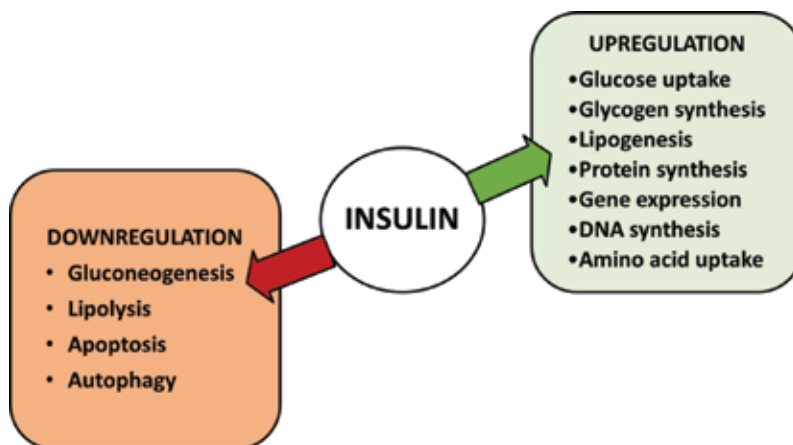 UPREGULATION
•Glucose uptake
•Glycogen synthesis
•Lipogenesis
•Protein synthesis
•Gene expression
•DNA synthesis
•Amino acid uptake
INSULIN
DOWNREGULATION
• Gluconeogenesis
• Lipolysis
• Apoptosis
• Autophagy